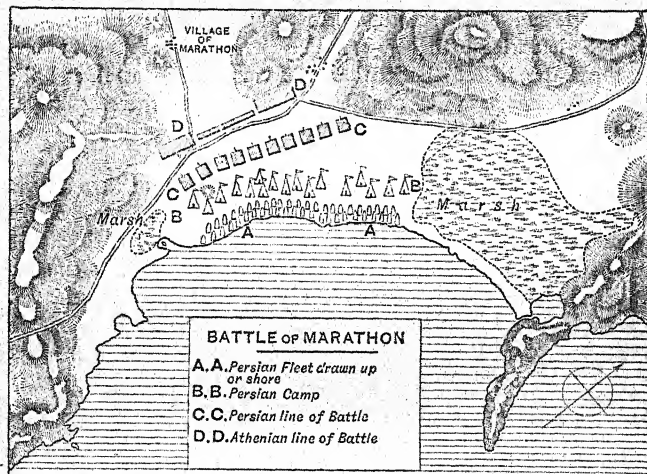 VILLAGE
OF
MARATHON
D
D
C
C
B
B
Marsh
Marsh
A
A
BATTLE OF MARATHON
A.A. Persian Fleet drawn up
or shore
B.B. Persian Camp
C.C. Persian line of Battle
D.D. Athenian line of Battle